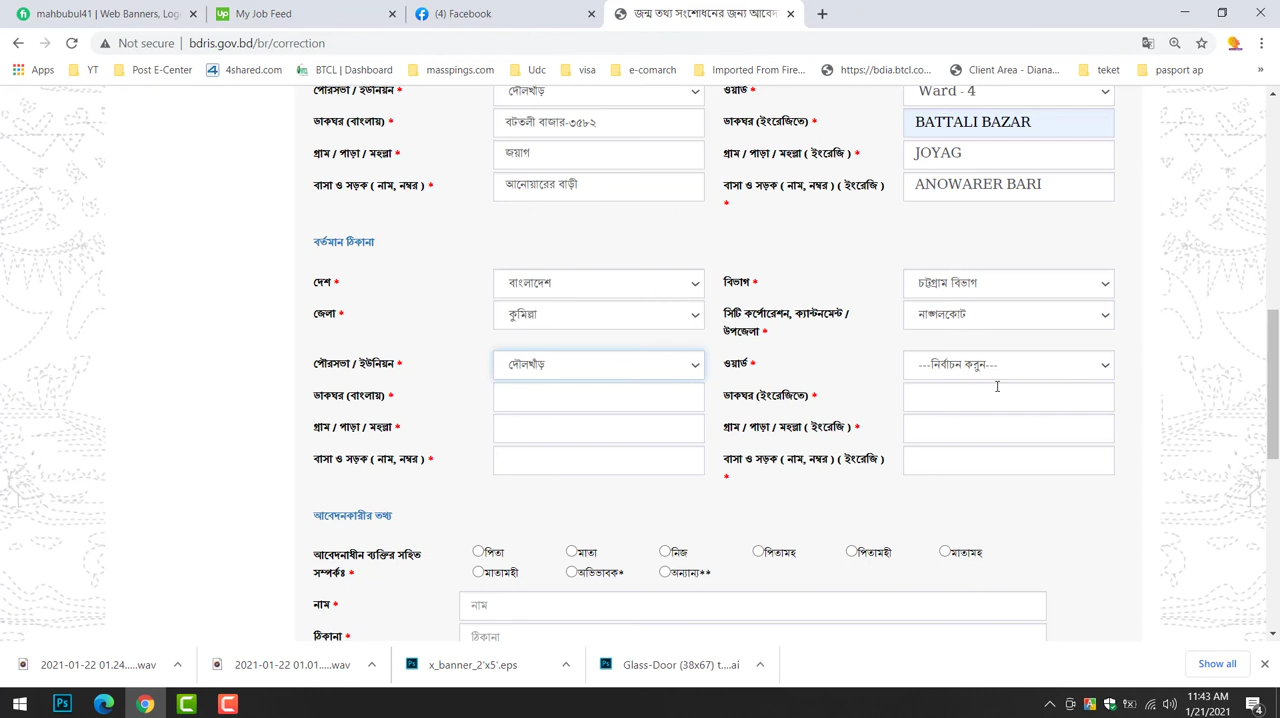 mahbubul41 | Web Banners, Logo
My Job Feed
(4) Facebook
জন্ম তথ্য সংশোধনের জন্য আবেদ
Not secure | bdris.gov.bd/br/correction
Apps YT Post E-Center 4shared.com BTCL | Dashboard masspings.com Udc visa e-comarch Imported From Fire... https://bdia.btcl.co... Client Area - Diana... teket pasport ap »
পৌরসভা / ইউনিয়ন * দৌলখাঁড় ওয়ার্ড * Ward - 4
ডাকঘর (বাংলায়) * বটতলী বাজার-৩৫৮২ ডাকঘর (ইংরেজিতে) * BATTALI BAZAR
গ্রাম / পাড়া / মহল্লা * জয়াগ গ্রাম / পাড়া / মহল্লা ( ইংরেজি ) * JOYAG
বাসা ও সড়ক ( নাম, নম্বর ) * আনোয়ারের বাড়ী বাসা ও সড়ক ( নাম, নম্বর ) ( ইংরেজি ) ANOWARER BARI
*
বর্তমান ঠিকানা
দেশ * বাংলাদেশ বিভাগ * চট্টগ্রাম বিভাগ
জেলা * কুমিল্লা সিটি কর্পোরেশন, ক্যান্টনমেন্ট / নাঙ্গলকোট
উপজেলা *
পৌরসভা / ইউনিয়ন * দৌলখাঁড় ওয়ার্ড * ---নির্বাচন করুন---
ডাকঘর (বাংলায়) * ডাকঘর (ইংরেজিতে) *
গ্রাম / পাড়া / মহল্লা * গ্রাম / পাড়া / মহল্লা ( ইংরেজি ) *
বাসা ও সড়ক ( নাম, নম্বর ) * বাসা ও সড়ক ( নাম, নম্বর ) ( ইংরেজি )
*
আবেদনকারীর তথ্য
আবেদনাধীন ব্যক্তির সহিত পিতা মাতা নিজ পিতামহ পিতামহী মাতামহ
সম্পর্কঃ * মাতামহী অভিভাবক* অন্যান্য**
নাম * নাম
ঠিকানা * ঠিকানা
2021-01-22 01.24.....wav 2021-01-22 01.01.....wav x_banner_2'x5'.eps Glass-Door (38x67) t....ai Show all
11:43 AM
1/21/2021
4